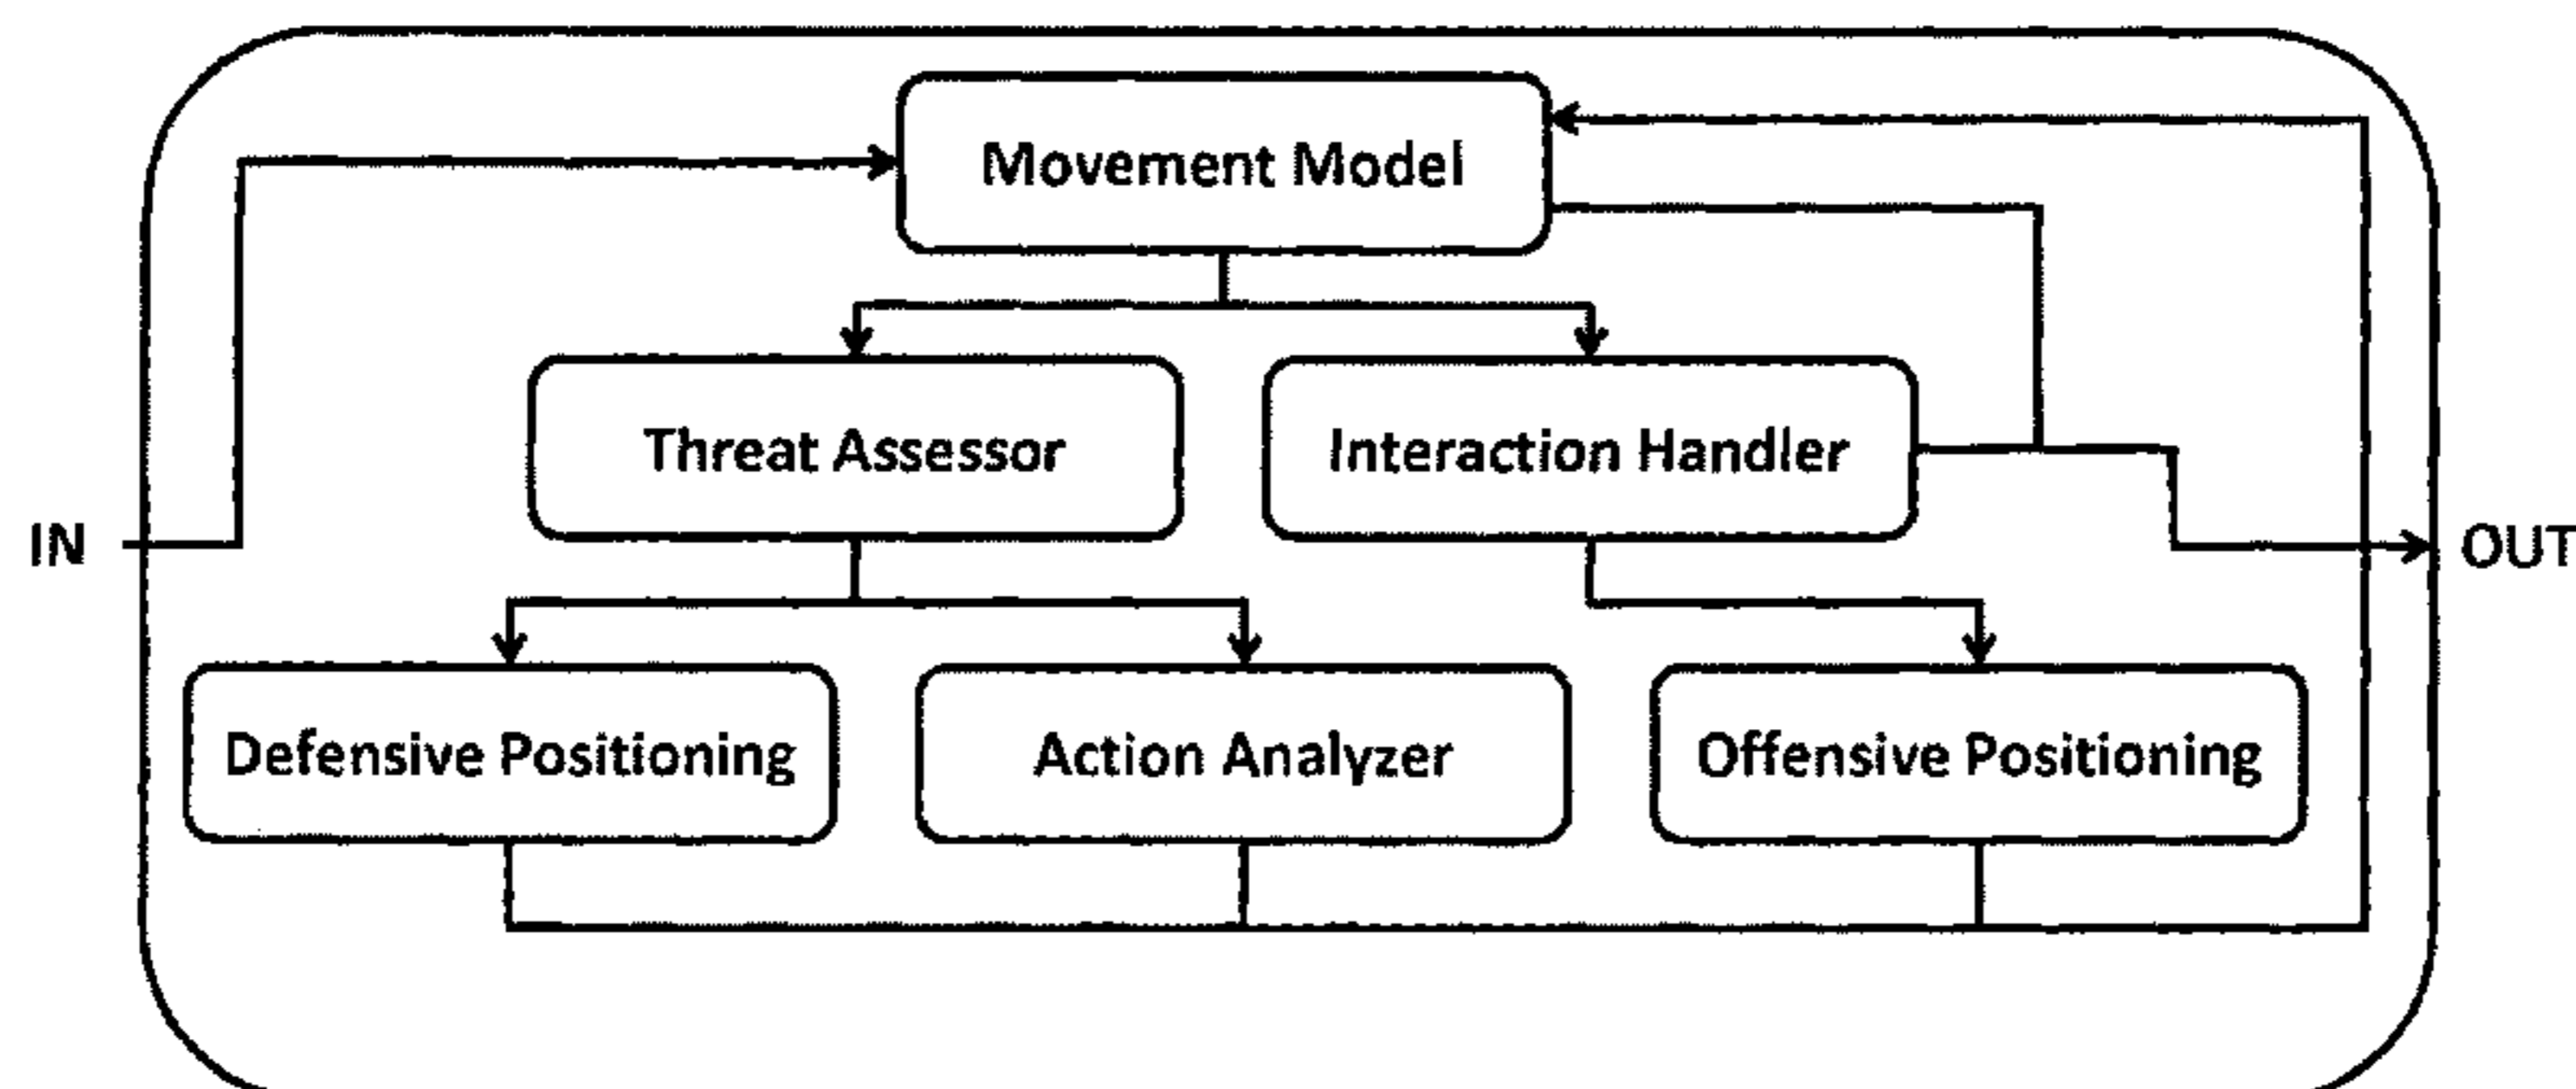 Movement Model
Threat Assessor
Interaction Handler
IN
OUT
Defensive Positioning
Action Analyzer
Offensive Positioning